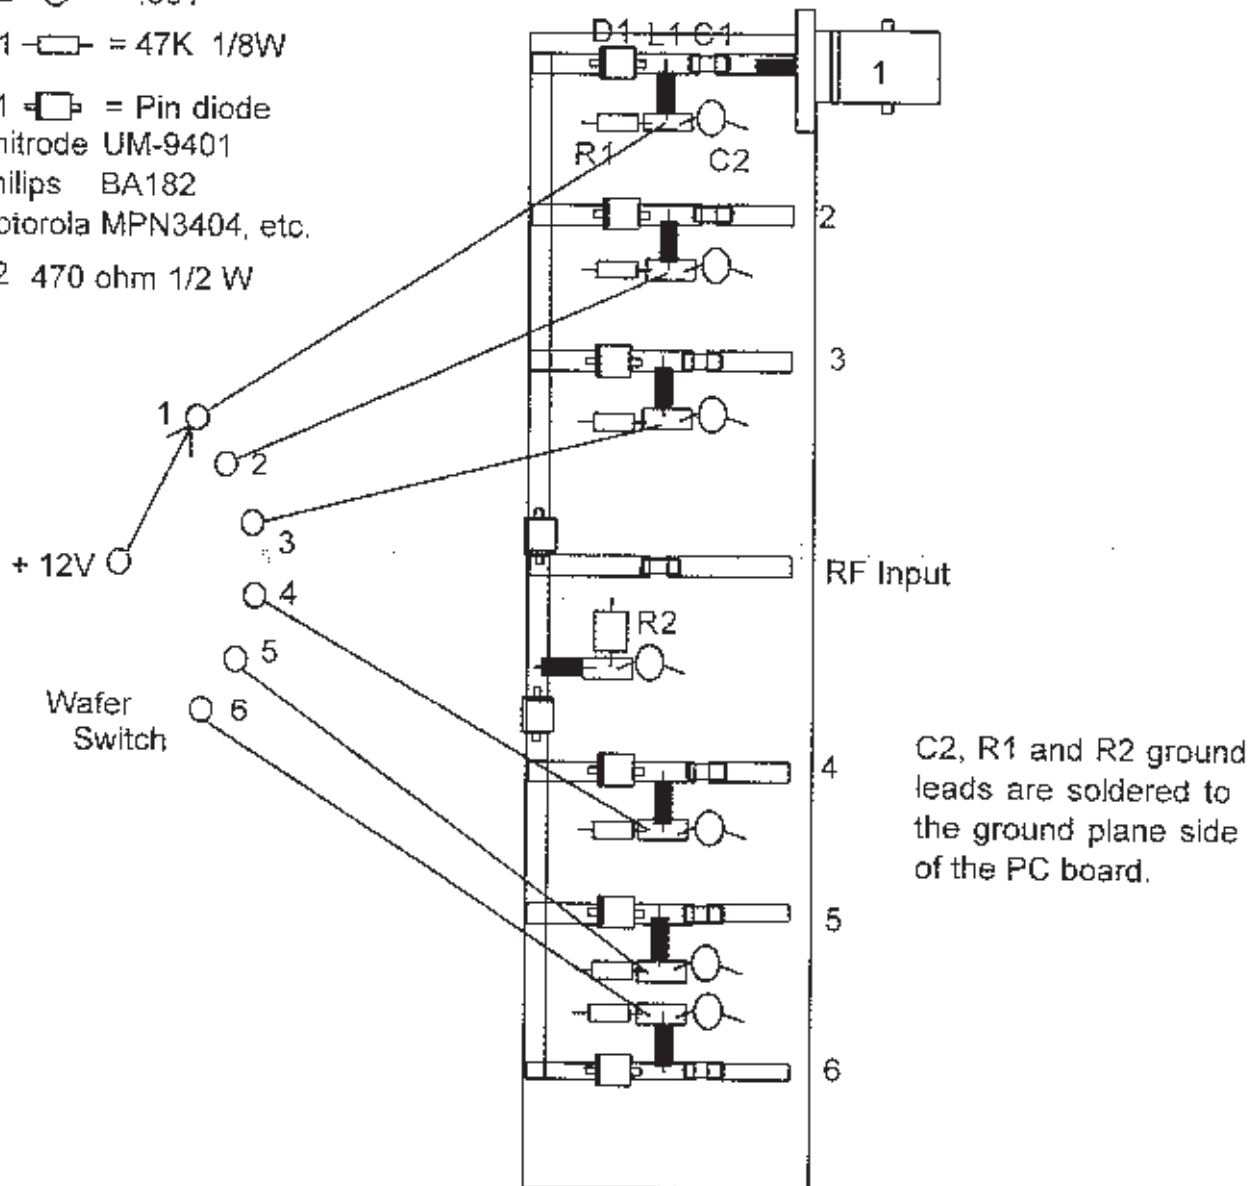 1 = 47K 1/8W
1 = Pin diode
nitrode UM-9401
hilips BA182
otorola MPN3404, etc.
2 470 ohm 1/2 W
D1 L1 C1
1
R1
C2
2
3
1
2
3
+ 12V
4
5
6
Wafer
Switch
RF Input
R2
4
5
6
C2, R1 and R2 ground
leads are soldered to
the ground plane side
of the PC board.